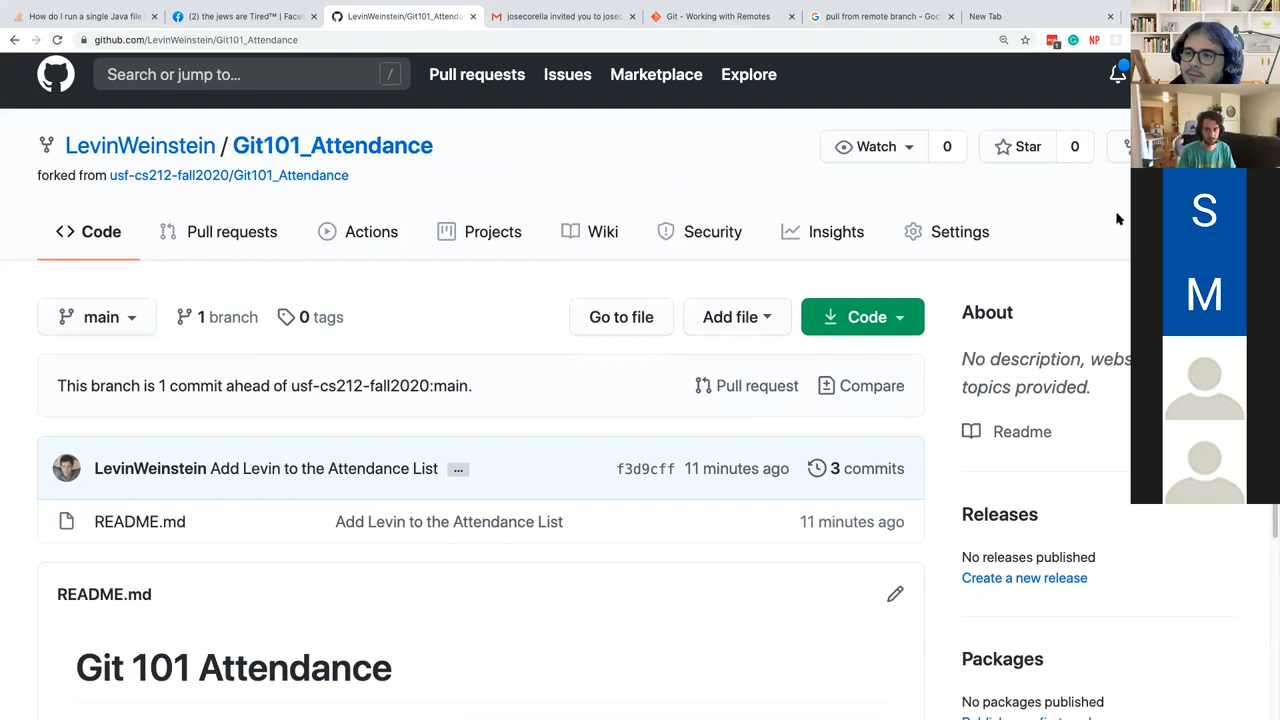 How do I run a single Java file
(2) the jews are Tired™ | Face
LevinWeinstein/Git101_Attenda
josecorella invited you to josec
Git - Working with Remotes
pull from remote branch - Goo
New Tab
github.com/LevinWeinstein/Git101_Attendance
NP
1
Search or jump to...
/
Pull requests
Issues
Marketplace
Explore
LevinWeinstein / Git101_Attendance
Watch
0
Star
0
forked from usf-cs212-fall2020/Git101_Attendance
S
Code
Pull requests
Actions
Projects
Wiki
Security
Insights
Settings
M
main
1 branch
0 tags
Go to file
Add file
Code
About
This branch is 1 commit ahead of usf-cs212-fall2020:main.
Pull request
Compare
No description, webs
topics provided.
Readme
LevinWeinstein Add Levin to the Attendance List
...
f3d9cff
11 minutes ago
3 commits
README.md
Add Levin to the Attendance List
11 minutes ago
Releases
No releases published
Create a new release
README.md
Git 101 Attendance
Packages
No packages published